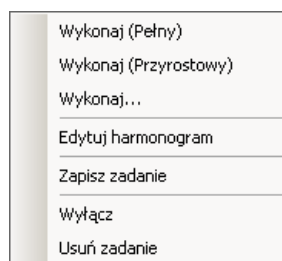 Wykonaj (Pełny)
Wykonaj (Przyrostowy)
Wykonaj...
Edytuj harmonogram
Zapisz zadanie
Wyłącz
Usuń zadanie